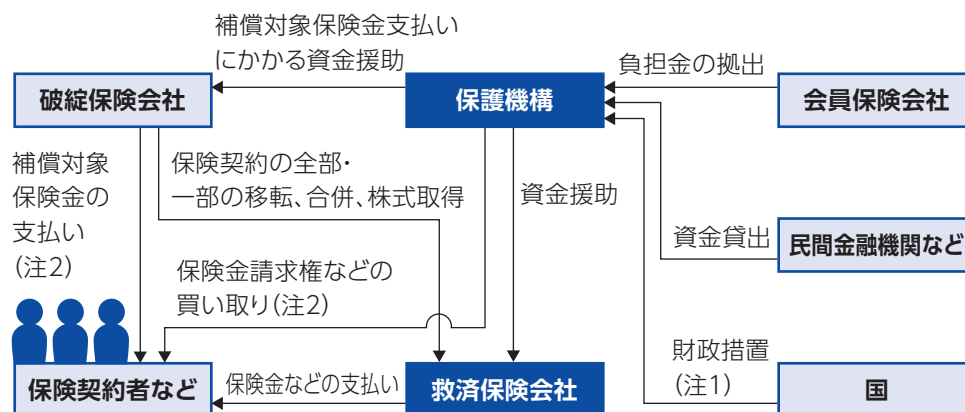 補償対象保険金支払い
にかかる資金援助
負担金の拠出
破綻保険会社
保護機構
会員保険会社
補償対象
保険金の
支払い
(注2)
保険契約の全部・
一部の移転、合併、株式取得
資金援助
資金貸出
民間金融機関など
保険金請求権などの
買い取り(注2)
財政措置
(注1)
保険契約者など
保険金などの支払い
救済保険会社
国